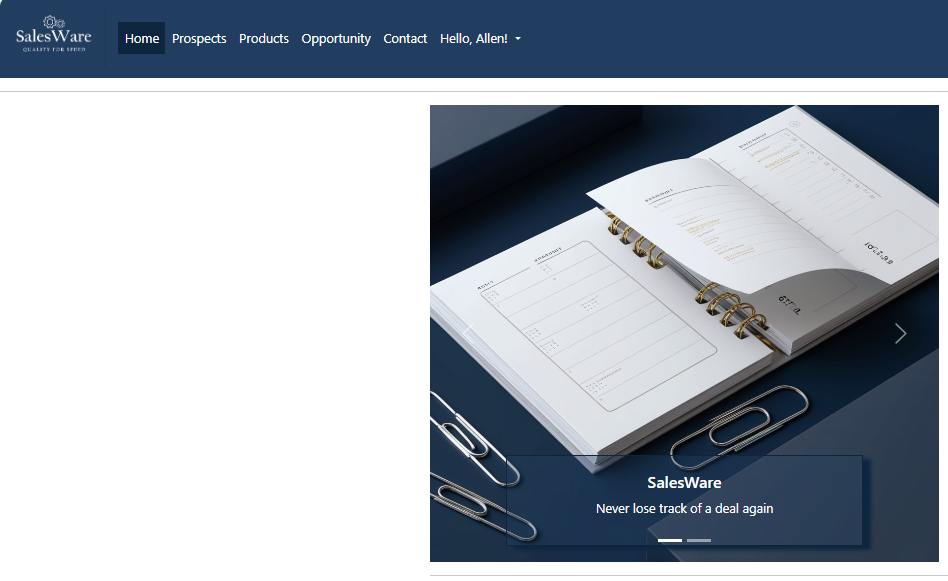 SalesWare
QUALITY FOR SPEED
Home Prospects Products Opportunity Contact Hello, Allen!
SalesWare
Never lose track of a deal again